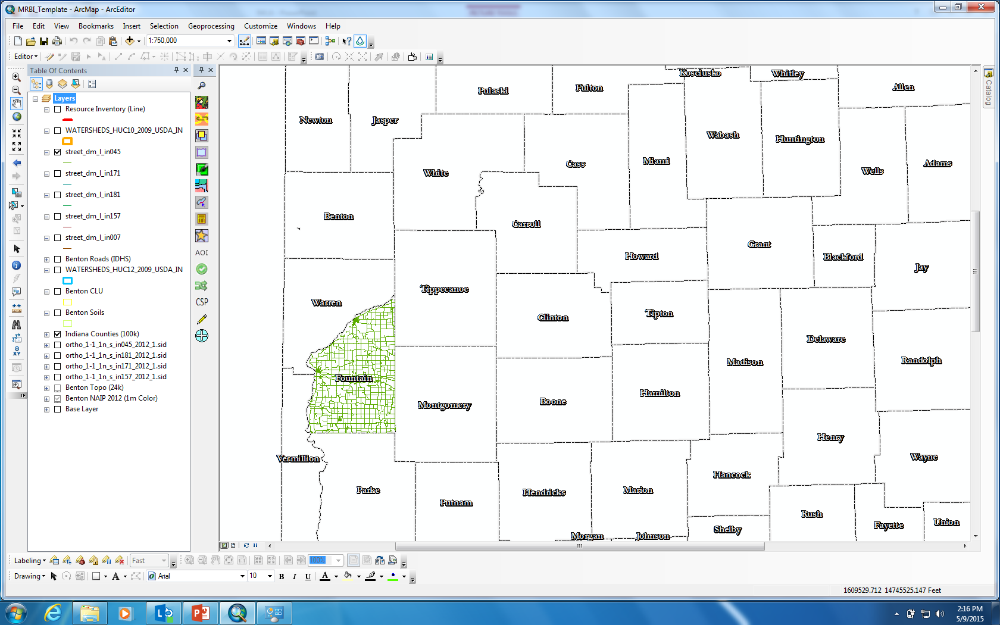 MRBI_Template - ArcMap - ArcEditor
File Edit View Bookmarks Insert Selection Geoprocessing Customize Windows Help
1:750,000
Editor
Table Of Contents
Layers
Resource Inventory (Line)
WATERSHEDS_HUC10_2009_USDA_IN
street_dm_l_in045
street_dm_l_in171
street_dm_l_in181
street_dm_l_in157
street_dm_l_in007
Benton Roads (IDHS)
WATERSHEDS_HUC12_2009_USDA_IN
Benton CLU
Benton Soils
Indiana Counties (100k)
ortho_1-1_1n_s_in045_2012_1.sid
ortho_1-1_1n_s_in181_2012_1.sid
ortho_1-1_1n_s_in171_2012_1.sid
ortho_1-1_1n_s_in157_2012_1.sid
Benton Topo (24k)
Benton NAIP 2012 (1m Color)
Base Layer
XY
AOI
CSP
Catalog
Kosciusko Whitley
Pulaski Fulton Allen
Newton Jasper
Wabash Huntington
White Cass Miami Wells Adams
Benton Carroll
Grant
Howard Blackford Jay
Tippecanoe
Warren
Clinton Tipton
Delaware
Madison Randolph
Fountain
Montgomery Boone Hamilton
Henry
Vermillion Wayne
Hancock
Parke Hendricks Marion
Putnam
Rush
Shelby Fayette Union
Morgan Johnson
Labeling Fast 100%
Drawing Arial 10 B I U A
1609529.712 14745525.147 Feet
2:16 PM
5/9/2015